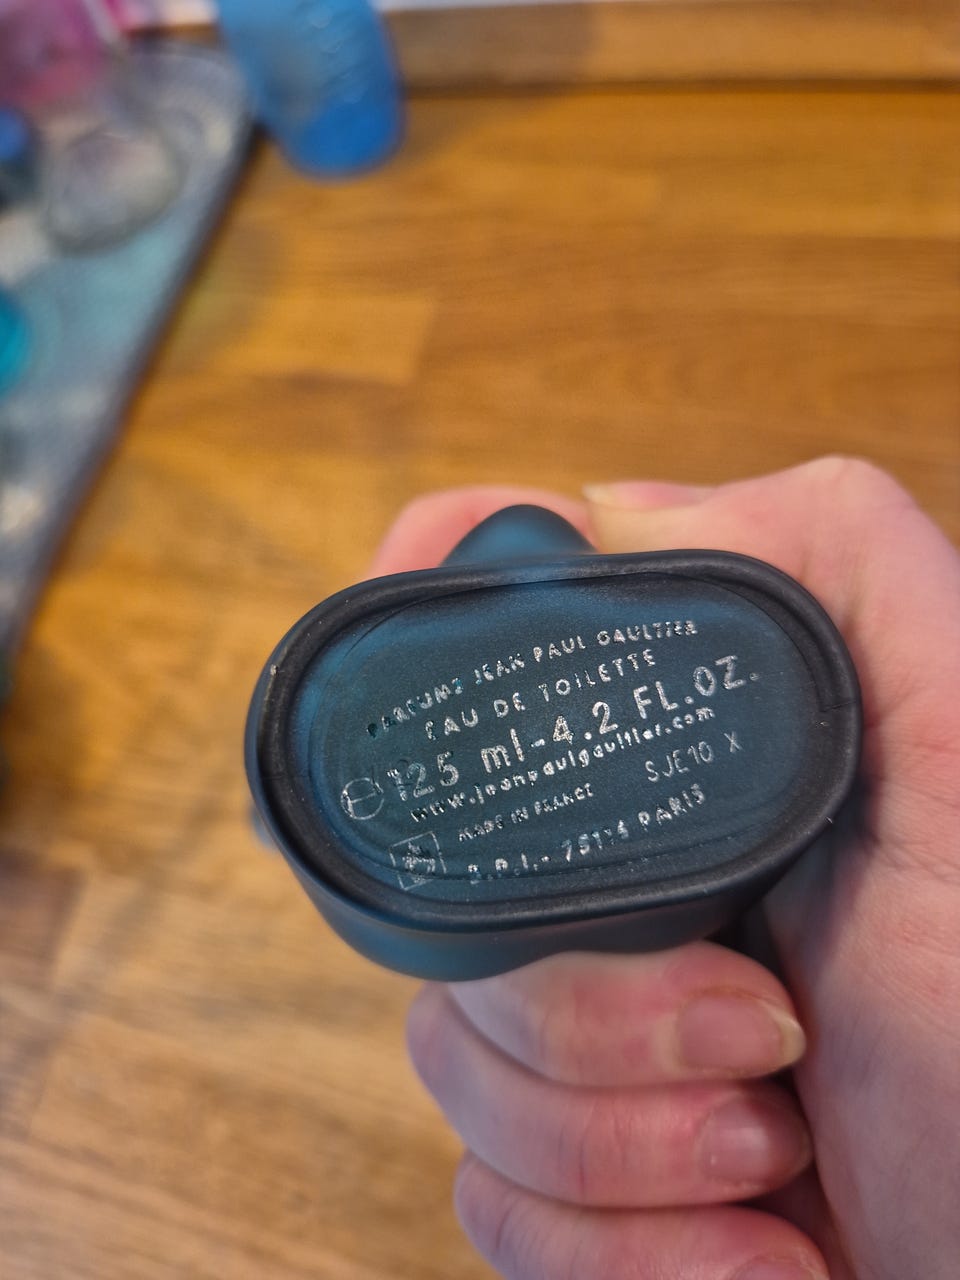 PARFUMS JEAN PAUL GAULTIER
EAU DE TOILETTE
125 ml-4.2 FL.OZ.
www.jeanpaulgaultier.com
MADE IN FRANCE SJE10 X
B.P.I.- PARIS